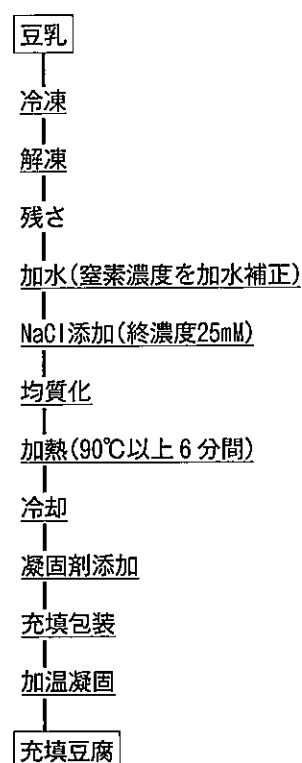 豆乳
冷凍
解凍
残さ
加水(窒素濃度を加水補正)
NaCl添加(終濃度25mM)
均質化
加熱(90℃以上6分間)
冷却
凝固剤添加
充填包装
加温凝固
充填豆腐